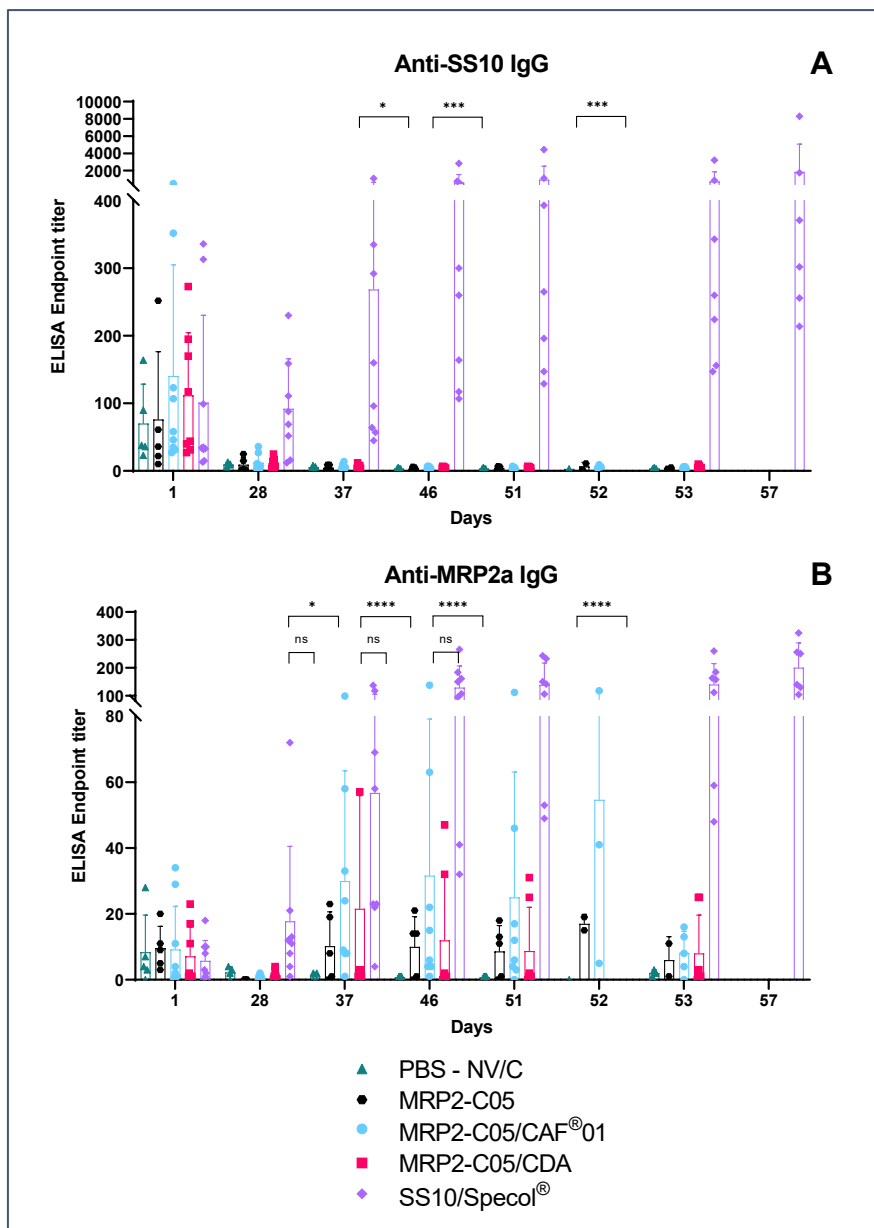 Anti-SS10 IgG
A
* *** ***
10000
8000
6000
4000
2000
400
300
200
100
0
ELISA Endpoint titer
1 28 37 46 51 52 53 57
Days
Anti-MRP2a IgG
B
* **** **** ****
ns ns ns
400
300
200
100
80
60
40
20
0
ELISA Endpoint titer
1 28 37 46 51 52 53 57
Days
PBS - NV/C
MRP2-C05
MRP2-C05/CAF®01
MRP2-C05/CDA
SS10/Specol®